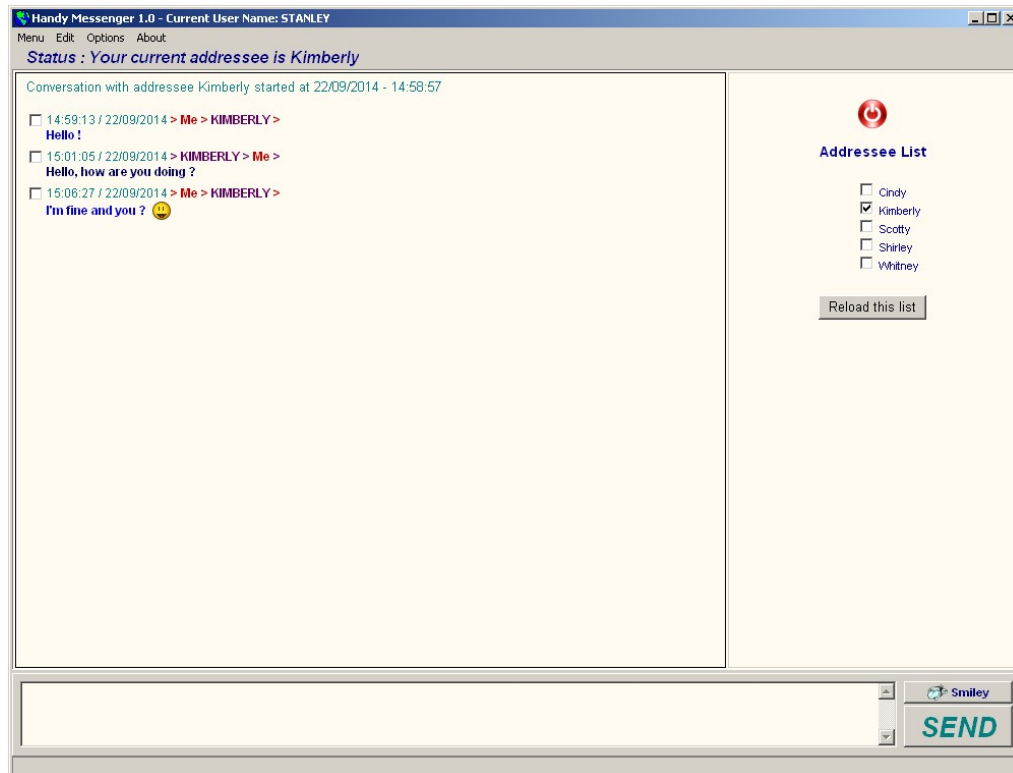 Handy Messenger 1.0 - Current User Name: STANLEY
Menu Edit Options About
Status : Your current addressee is Kimberly
Conversation with addressee Kimberly started at 22/09/2014 - 14:58:57
14:59:13 / 22/09/2014 > Me > KIMBERLY >
Hello !
15:01:05 / 22/09/2014 > KIMBERLY > Me >
Hello, how are you doing ?
15:06:27 / 22/09/2014 > Me > KIMBERLY >
I'm fine and you ?
Addressee List
Cindy
Kimberly
Scotty
Shirley
Whitney
Reload this list
Smiley
SEND